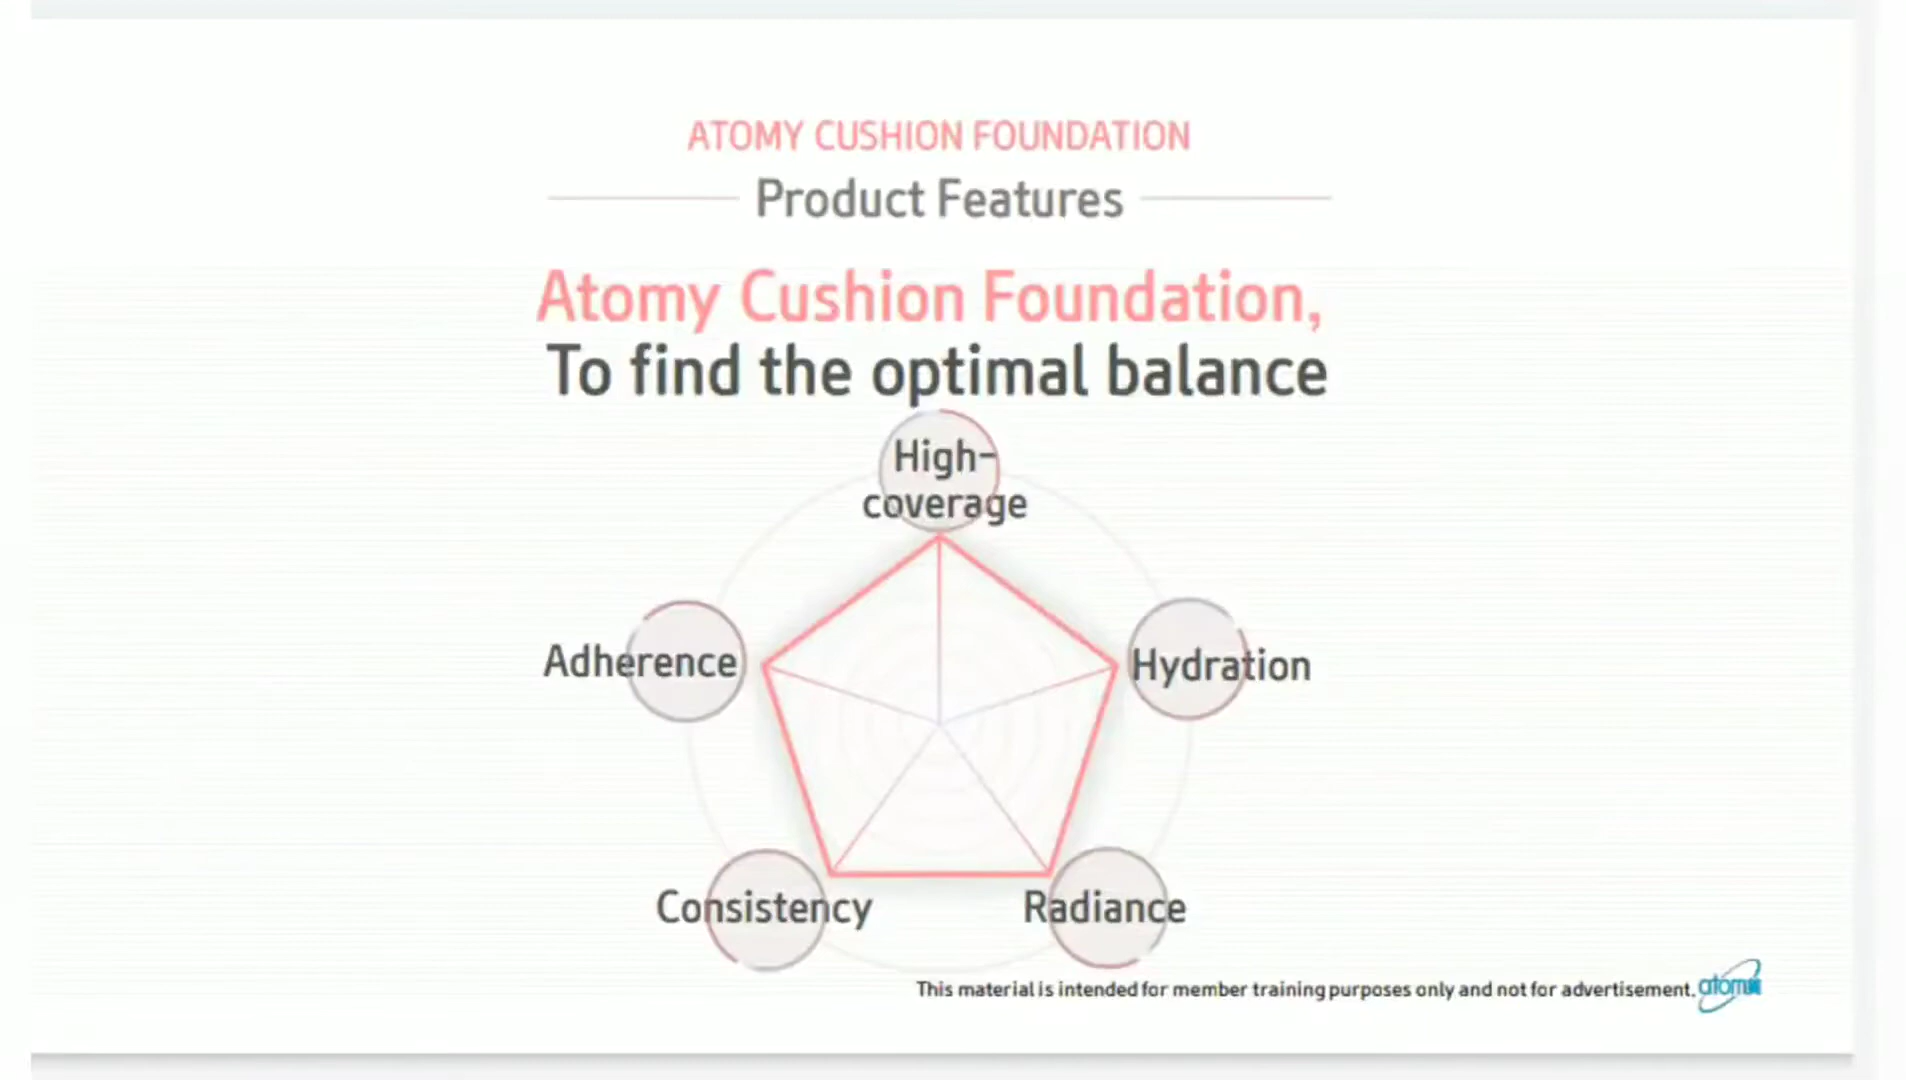 ATOMY CUSHION FOUNDATION
Product Features
Atomy Cushion Foundation,
To find the optimal balance
High-
coverage
Adherence
Hydration
Consistency
Radiance
This material is intended for member training purposes only and not for advertisement.
atomy